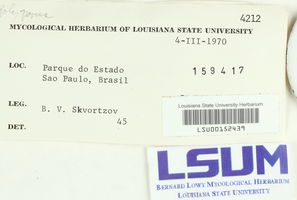 4212
MYCOLOGICAL HERBARIUM OF LOUISIANA STATE UNIVERSITY
4-III-1970
LOC. Parque do Estado 159417
Sao Paulo, Brasil
Louisiana State University Herbarium
LEG. B. V. Skvortzov
LSU00132439
45
DET.
LSUM
BERNARD LOWY MYCOLOGICAL HERBARIUM
LOUISIANA STATE UNIVERSITY